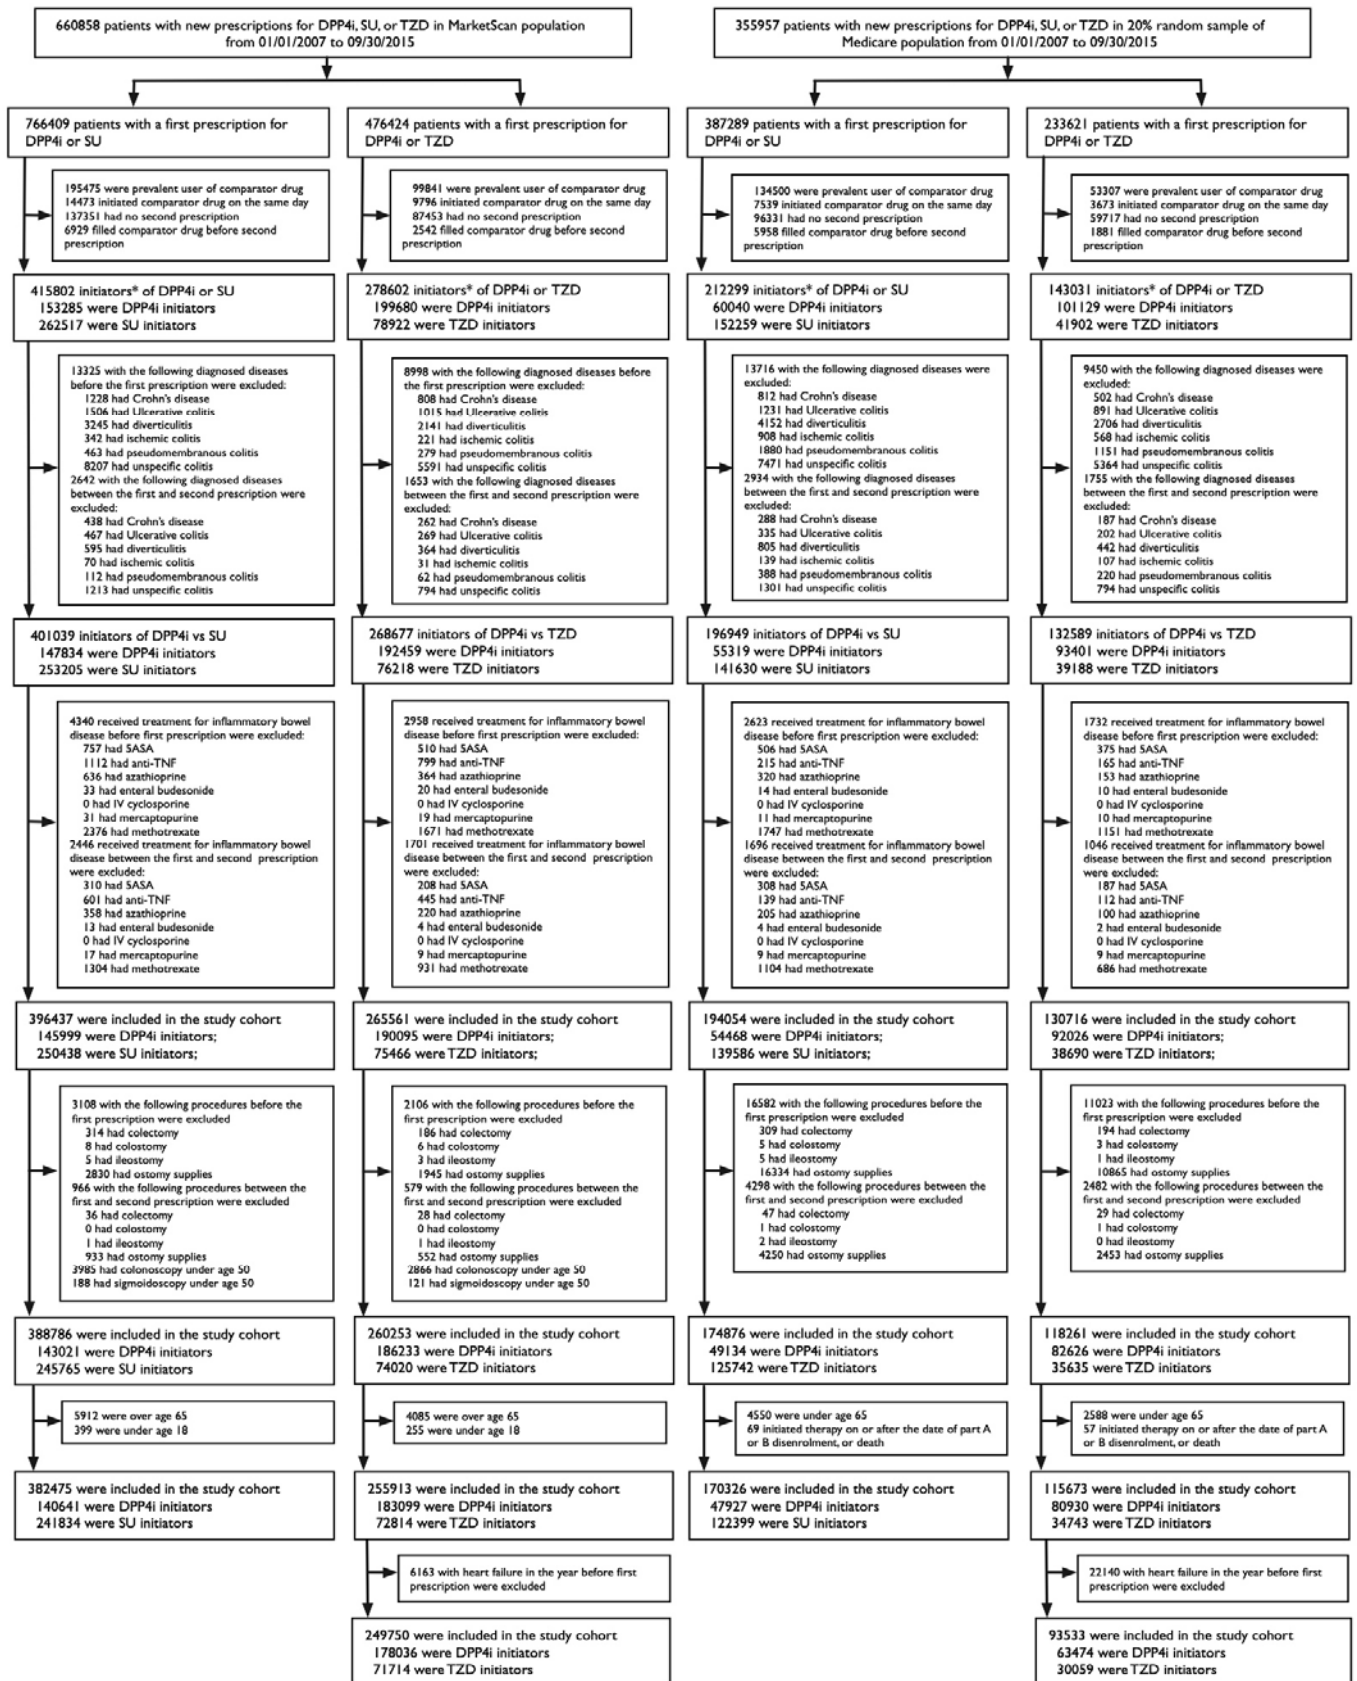 660858 patients with new prescriptions for DPP4i, SU, or TZD in MarketScan population
from 01/01/2007 to 09/30/2015
355957 patients with new prescriptions for DPP4i, SU, or TZD in 20% random sample of
Medicare population from 01/01/2007 to 09/30/2015
766409 patients with a first prescription for
DPP4i or SU
476424 patients with a first prescription for
DPP4i or TZD
387289 patients with a first prescription for
DPP4i or SU
233621 patients with a first prescription for
DPP4i or TZD
195475 were prevalent user of comparator drug
14473 initiated comparator drug on the same day
137351 had no second prescription
6929 filled comparator drug before second
prescription
99841 were prevalent user of comparator drug
9796 initiated comparator drug on the same day
87453 had no second prescription
2542 filled comparator drug before second
prescription
134500 were prevalent user of comparator drug
7539 initiated comparator drug on the same day
96331 had no second prescription
5958 filled comparator drug before second
prescription
53307 were prevalent user of comparator drug
3673 initiated comparator drug on the same day
59717 had no second prescription
1881 filled comparator drug before second
prescription
415802 initiators* of DPP4i or SU
153285 were DPP4i initiators
262517 were SU initiators
278602 initiators* of DPP4i or TZD
199680 were DPP4i initiators
78922 were TZD initiators
212299 initiators* of DPP4i or SU
60040 were DPP4i initiators
152259 were SU initiators
143031 initiators* of DPP4i or TZD
101129 were DPP4i initiators
41902 were TZD initiators
13325 with the following diagnosed diseases
before the first prescription were excluded:
1228 had Crohn's disease
1506 had Ulcerative colitis
3245 had diverticulitis
342 had ischemic colitis
463 had pseudomembranous colitis
8207 had unspecific colitis
2642 with the following diagnosed diseases
between the first and second prescription were
excluded:
438 had Crohn's disease
467 had Ulcerative colitis
595 had diverticulitis
70 had ischemic colitis
112 had pseudomembranous colitis
1213 had unspecific colitis
8998 with the following diagnosed diseases before
the first prescription were excluded:
808 had Crohn's disease
1015 had Ulcerative colitis
2141 had diverticulitis
221 had ischemic colitis
279 had pseudomembranous colitis
5591 had unspecific colitis
1653 with the following diagnosed diseases
between the first and second prescription were
excluded:
262 had Crohn's disease
269 had Ulcerative colitis
364 had diverticulitis
31 had ischemic colitis
62 had pseudomembranous colitis
794 had unspecific colitis
13716 with the following diagnosed diseases were
excluded:
812 had Crohn's disease
1231 had Ulcerative colitis
4152 had diverticulitis
908 had ischemic colitis
1880 had pseudomembranous colitis
7471 had unspecific colitis
2934 with the following diagnosed diseases
between the first and second prescription were
excluded:
288 had Crohn's disease
335 had Ulcerative colitis
805 had diverticulitis
139 had ischemic colitis
388 had pseudomembranous colitis
1301 had unspecific colitis
9450 with the following diagnosed diseases were
excluded:
502 had Crohn's disease
891 had Ulcerative colitis
2706 had diverticulitis
568 had ischemic colitis
1151 had pseudomembranous colitis
5364 had unspecific colitis
1755 with the following diagnosed diseases
between the first and second prescription were
excluded:
187 had Crohn's disease
202 had Ulcerative colitis
442 had diverticulitis
107 had ischemic colitis
220 had pseudomembranous colitis
794 had unspecific colitis
401039 initiators of DPP4i vs SU
147834 were DPP4i initiators
253205 were SU initiators
268677 initiators of DPP4i vs TZD
192459 were DPP4i initiators
76218 were TZD initiators
196949 initiators of DPP4i vs SU
55319 were DPP4i initiators
141630 were SU initiators
132589 initiators of DPP4i vs TZD
93401 were DPP4i initiators
39188 were TZD initiators
4340 received treatment for inflammatory bowel
disease before first prescription were excluded:
757 had 5ASA
1112 had anti-TNF
636 had azathioprine
33 had enteral budesonide
0 had IV cyclosporine
31 had mercaptopurine
2376 had methotrexate
2446 received treatment for inflammatory bowel
disease between the first and second prescription
were excluded:
310 had 5ASA
601 had anti-TNF
358 had azathioprine
13 had enteral budesonide
0 had IV cyclosporine
17 had mercaptopurine
1304 had methotrexate
2958 received treatment for inflammatory bowel
disease before first prescription were excluded:
510 had 5ASA
799 had anti-TNF
364 had azathioprine
20 had enteral budesonide
0 had IV cyclosporine
19 had mercaptopurine
1671 had methotrexate
1701 received treatment for inflammatory bowel
disease between the first and second prescription
were excluded:
208 had 5ASA
445 had anti-TNF
220 had azathioprine
4 had enteral budesonide
0 had IV cyclosporine
9 had mercaptopurine
931 had methotrexate
2623 received treatment for inflammatory bowel
disease before first prescription were excluded:
506 had 5ASA
215 had anti-TNF
320 had azathioprine
14 had enteral budesonide
0 had IV cyclosporine
11 had mercaptopurine
1747 had methotrexate
1696 received treatment for inflammatory bowel
disease between the first and second prescription
were excluded:
308 had 5ASA
139 had anti-TNF
205 had azathioprine
4 had enteral budesonide
0 had IV cyclosporine
9 had mercaptopurine
1104 had methotrexate
1732 received treatment for inflammatory bowel
disease before first prescription were excluded:
375 had 5ASA
165 had anti-TNF
153 had azathioprine
10 had enteral budesonide
0 had IV cyclosporine
10 had mercaptopurine
1151 had methotrexate
1046 received treatment for inflammatory bowel
disease between the first and second prescription
were excluded:
187 had 5ASA
112 had anti-TNF
100 had azathioprine
2 had enteral budesonide
0 had IV cyclosporine
9 had mercaptopurine
686 had methotrexate
396437 were included in the study cohort
145999 were DPP4i initiators;
250438 were SU initiators;
265561 were included in the study cohort
190095 were DPP4i initiators;
75466 were TZD initiators;
194054 were included in the study cohort
54468 were DPP4i initiators;
139586 were SU initiators;
130716 were included in the study cohort
92026 were DPP4i initiators;
38690 were TZD initiators;
3108 with the following procedures before the
first prescription were excluded
314 had colectomy
8 had colostomy
5 had ileostomy
2830 had ostomy supplies
966 with the following procedures between the
first and second prescription were excluded
36 had colectomy
0 had colostomy
1 had ileostomy
933 had ostomy supplies
3985 had colonoscopy under age 50
188 had sigmoidoscopy under age 50
2106 with the following procedures before the
first prescription were excluded
186 had colectomy
6 had colostomy
3 had ileostomy
1945 had ostomy supplies
579 with the following procedures between the
first and second prescription were excluded
28 had colectomy
0 had colostomy
1 had ileostomy
552 had ostomy supplies
2866 had colonoscopy under age 50
121 had sigmoidoscopy under age 50
16582 with the following procedures before the
first prescription were excluded
309 had colectomy
5 had colostomy
5 had ileostomy
16334 had ostomy supplies
4298 with the following procedures between the
first and second prescription were excluded
47 had colectomy
1 had colostomy
2 had ileostomy
4250 had ostomy supplies
11023 with the following procedures before the
first prescription were excluded
194 had colectomy
3 had colostomy
1 had ileostomy
10865 had ostomy supplies
2482 with the following procedures between the
first and second prescription were excluded
29 had colectomy
1 had colostomy
0 had ileostomy
2453 had ostomy supplies
388786 were included in the study cohort
143021 were DPP4i initiators
245765 were SU initiators
260253 were included in the study cohort
186233 were DPP4i initiators
74020 were TZD initiators
174876 were included in the study cohort
49134 were DPP4i initiators
125742 were TZD initiators
118261 were included in the study cohort
82626 were DPP4i initiators
35635 were TZD initiators
5912 were over age 65
399 were under age 18
4085 were over age 65
255 were under age 18
4550 were under age 65
69 initiated therapy on or after the date of part A
or B disenrolment, or death
2588 were under age 65
57 initiated therapy on or after the date of part A
or B disenrolment, or death
382475 were included in the study cohort
140641 were DPP4i initiators
241834 were SU initiators
255913 were included in the study cohort
183099 were DPP4i initiators
72814 were TZD initiators
170326 were included in the study cohort
47927 were DPP4i initiators
122399 were SU initiators
115673 were included in the study cohort
80930 were DPP4i initiators
34743 were TZD initiators
6163 with heart failure in the year before first
prescription were excluded
22140 with heart failure in the year before first
prescription were excluded
249750 were included in the study cohort
178036 were DPP4i initiators
71714 were TZD initiators
93533 were included in the study cohort
63474 were DPP4i initiators
30059 were TZD initiators